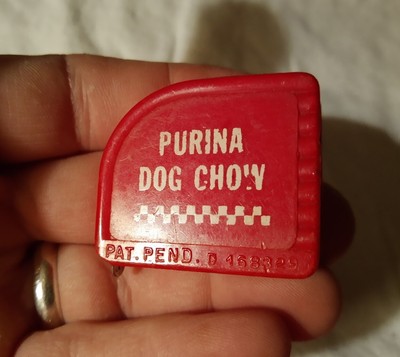 PURINA
DOG CHOW
PAT. PEND. D